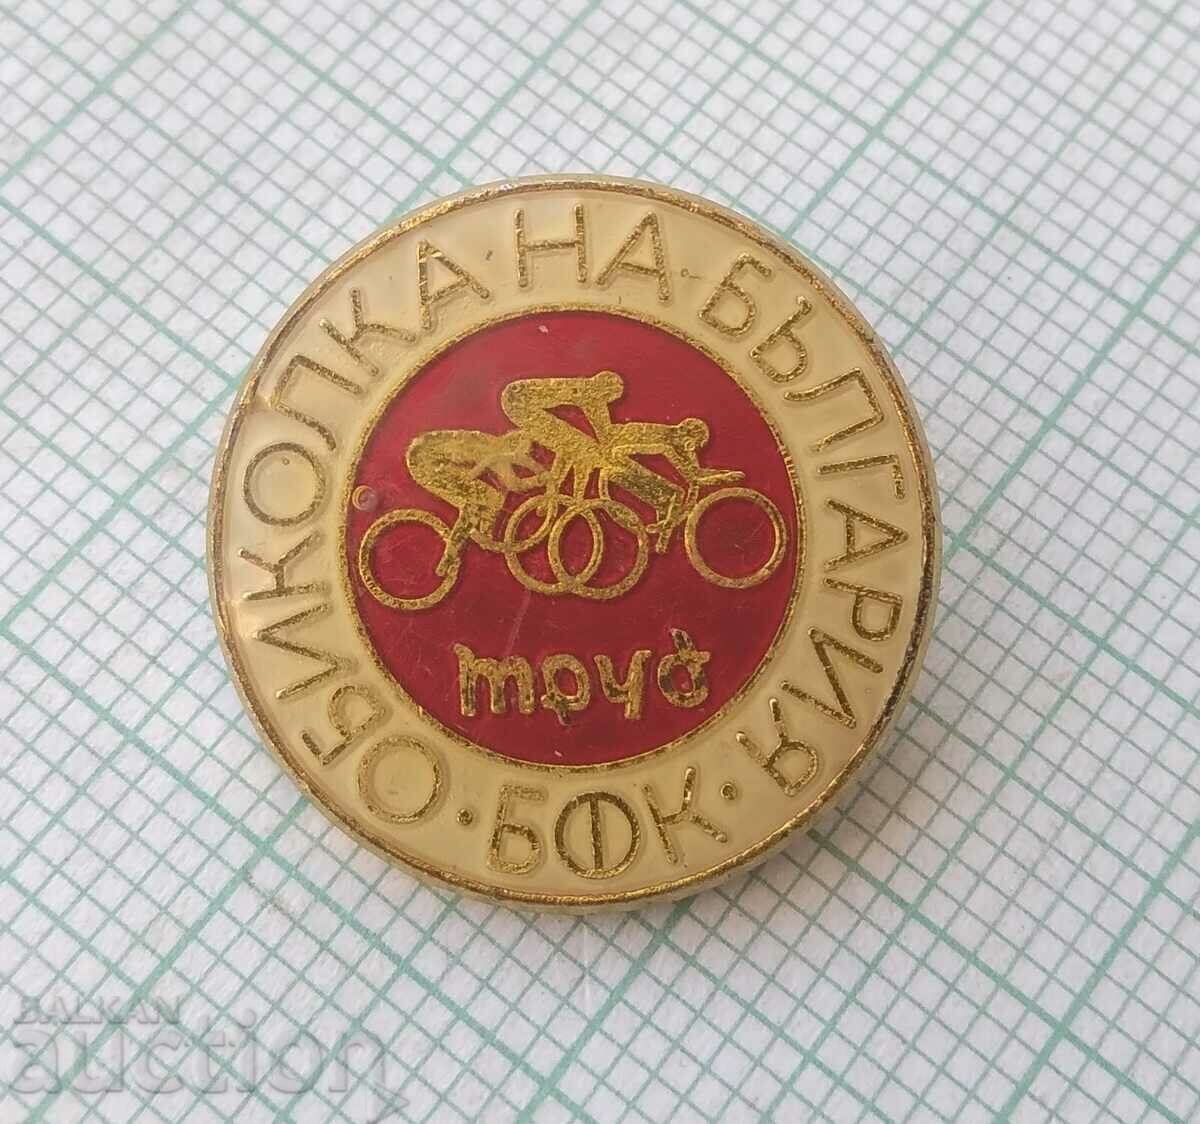 ОБИКОЛКА НА БЪЛГАРИЯ
труд
· БФК ·
BALKAN
auction